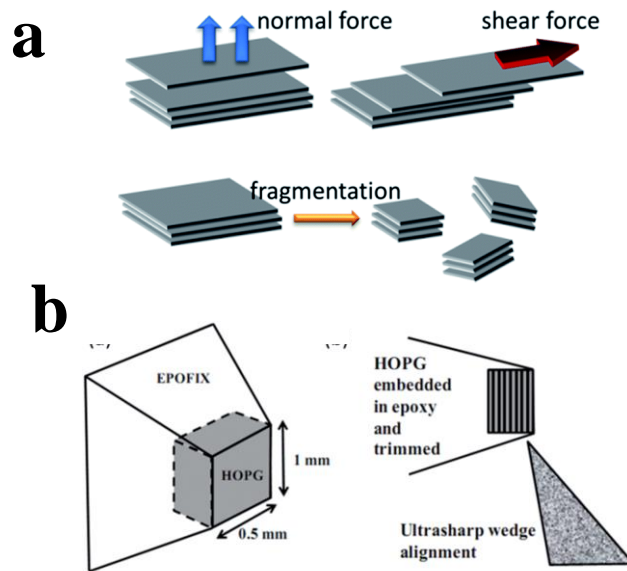 a
normal force
shear force
fragmentation
b
EPOFIX
HOPG
1 mm
0.5 mm
HOPG
embedded
in epoxy
and
trimmed
Ultrasharp wedge
alignment